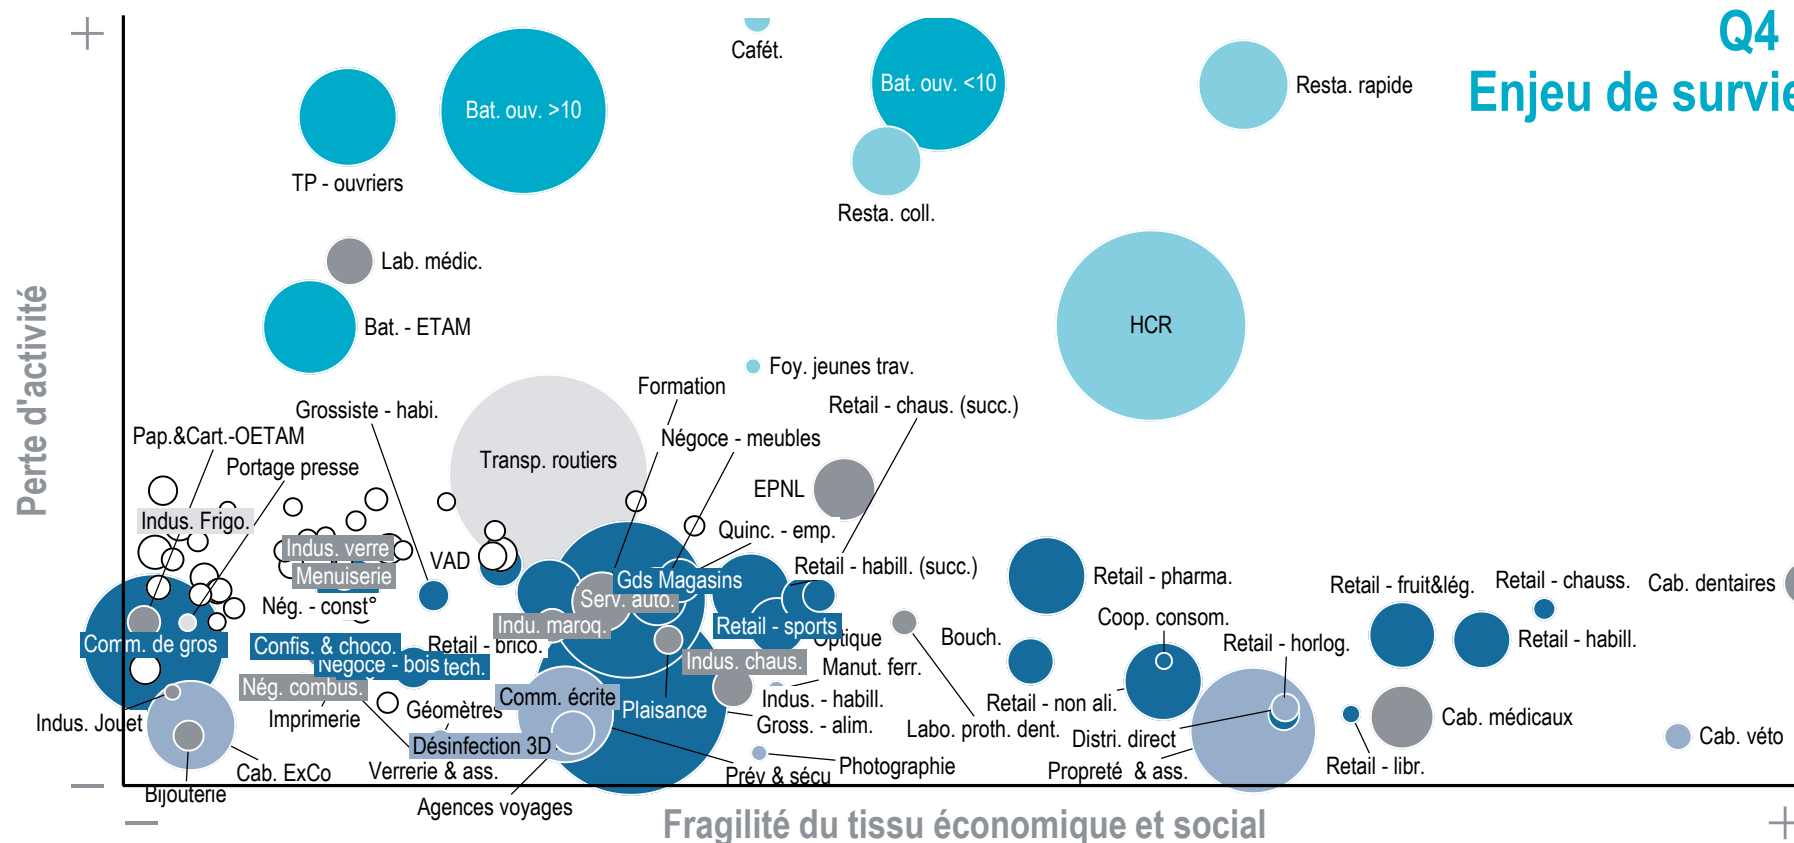 Q4
Enjeu de survie
Cafét.
Bat. ouv. >10
Bat. ouv. <10
Resta. rapide
TP - ouvriers
Resta. coll.
Lab. médic.
Perte d'activité
Bat. - ETAM
HCR
Foy. jeunes trav.
Formation
Grossiste - habi.
Retail - chaus. (succ.)
Pap.&Cart.-OETAM
Négoce - meubles
Portage presse
Transp. routiers
EPNL
Indus. Frigo.
Quinc. - emp.
Indus. verre
VAD
Retail - habill. (succ.)
Menuiserie
Gds Magasins
Retail - pharma.
Retail - fruit&lég.
Retail - chauss.
Cab. dentaires
Nég. - const°
Serv. auto.
Indu. maroq.
Retail - sports
Coop. consom.
Comm. de gros
Confis. & choco.
Retail - brico.
Optique
Bouch.
Retail - horlog.
Retail - habill.
Négoce - bois
tech.
Indus. chaus.
Manut. ferr.
Nég. combus.
Comm. écrite
Indus. - habill.
Retail - non ali.
Indus. Jouet
Imprimerie
Géomètres
Plaisance
Gross. - alim.
Labo. proth. dent.
Distri. direct
Cab. médicaux
Cab. véto
Désinfection 3D
Cab. ExCo
Verrerie & ass.
Prév & sécu
Photographie
Propreté & ass.
Retail - libr.
Bijouterie
Agences voyages
Fragilité du tissu économique et social